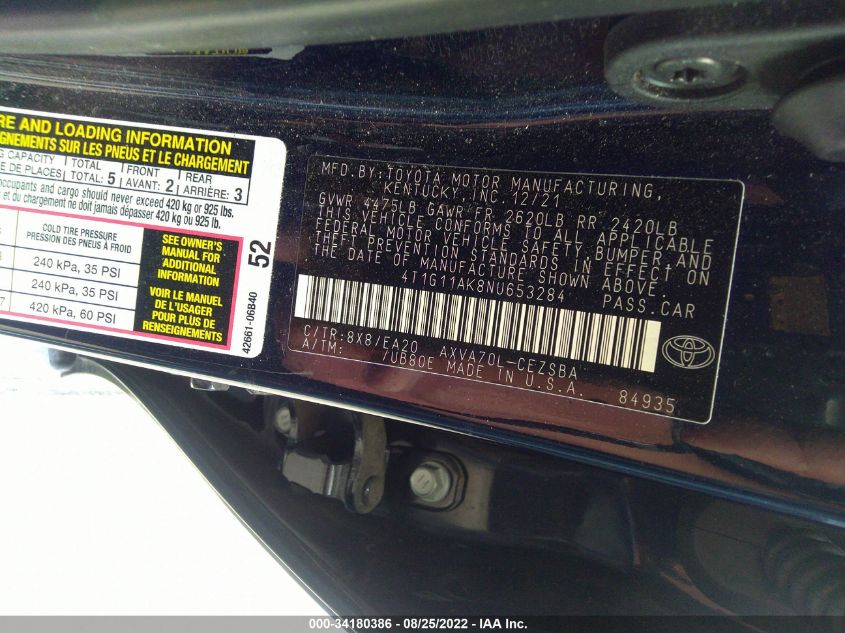 RE AND LOADING INFORMATION
GNEMENTS SUR LES PNEUS ET LE CHARGEMENT
G CAPACITY TOTAL FRONT REAR
E DE PLACES: TOTAL: 5 AVANT: 2 ARRIÈRE: 3
occupants and cargo should never exceed 420 kg or 925 lbs.
et du chargement ne doit jamais dépasser 420 kg ou 925 lb.
COLD TIRE PRESSURE
PRESSION DES PNEUS À FROID
240 kPa, 35 PSI
240 kPa, 35 PSI
420 kPa, 60 PSI
SEE OWNER'S
MANUAL FOR
ADDITIONAL
INFORMATION
VOIR LE MANUEL
DE L'USAGER
POUR PLUS DE
RENSEIGNEMENTS
52
42661-06840
MFD.BY:TOYOTA MOTOR MANUFACTURING,
KENTUCKY, INC. 12/21
GVWR 4475LB GAWR FR 2620LB RR 2420LB
THIS VEHICLE CONFORMS TO ALL APPLICABLE
FEDERAL MOTOR VEHICLE SAFETY, BUMPER, AND
THEFT PREVENTION STANDARDS IN EFFECT ON
THE DATE OF MANUFACTURE SHOWN ABOVE.
4T1G11AK8NU653284 PASS.CAR
C/TR:8X8/EA20 AXVA70L-CEZSBA
A/TM: /UB80E MADE IN U.S.A.
84935
000-34180386 - 08/25/2022 - IAA Inc.